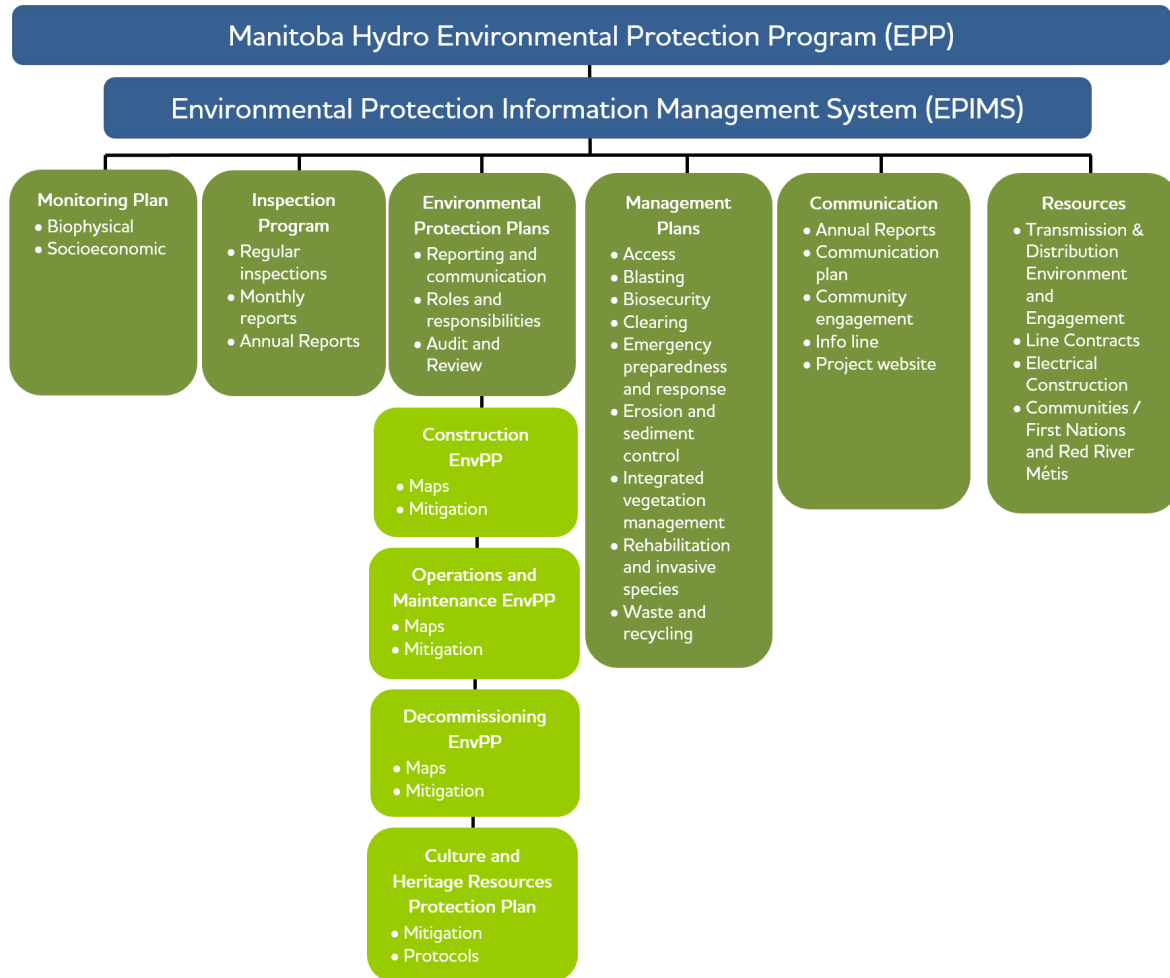 Manitoba Hydro Environmental Protection Program (EPP)
Environmental Protection Information Management System (EPIMS)
Monitoring Plan
● Biophysical
● Socioeconomic
Inspection
Program
● Regular
inspections
● Monthly
reports
● Annual Reports
Environmental
Protection Plans
● Reporting and
communication
● Roles and
responsibilities
● Audit and
Review
Construction
EnvPP
● Maps
● Mitigation
Operations and
Maintenance EnvPP
● Maps
● Mitigation
Decommissioning
EnvPP
● Maps
● Mitigation
Culture and
Heritage Resources
Protection Plan
● Mitigation
● Protocols
Management
Plans
● Access
● Blasting
● Biosecurity
● Clearing
● Emergency
preparedness
and response
● Erosion and
sediment
control
● Integrated
vegetation
management
● Rehabilitation
and invasive
species
● Waste and
recycling
Communication
● Annual Reports
● Communication
plan
● Community
engagement
● Info line
● Project website
Resources
● Transmission &
Distribution
Environment
and
Engagement
● Line Contracts
● Electrical
Construction
● Communities /
First Nations
and Red River
Métis